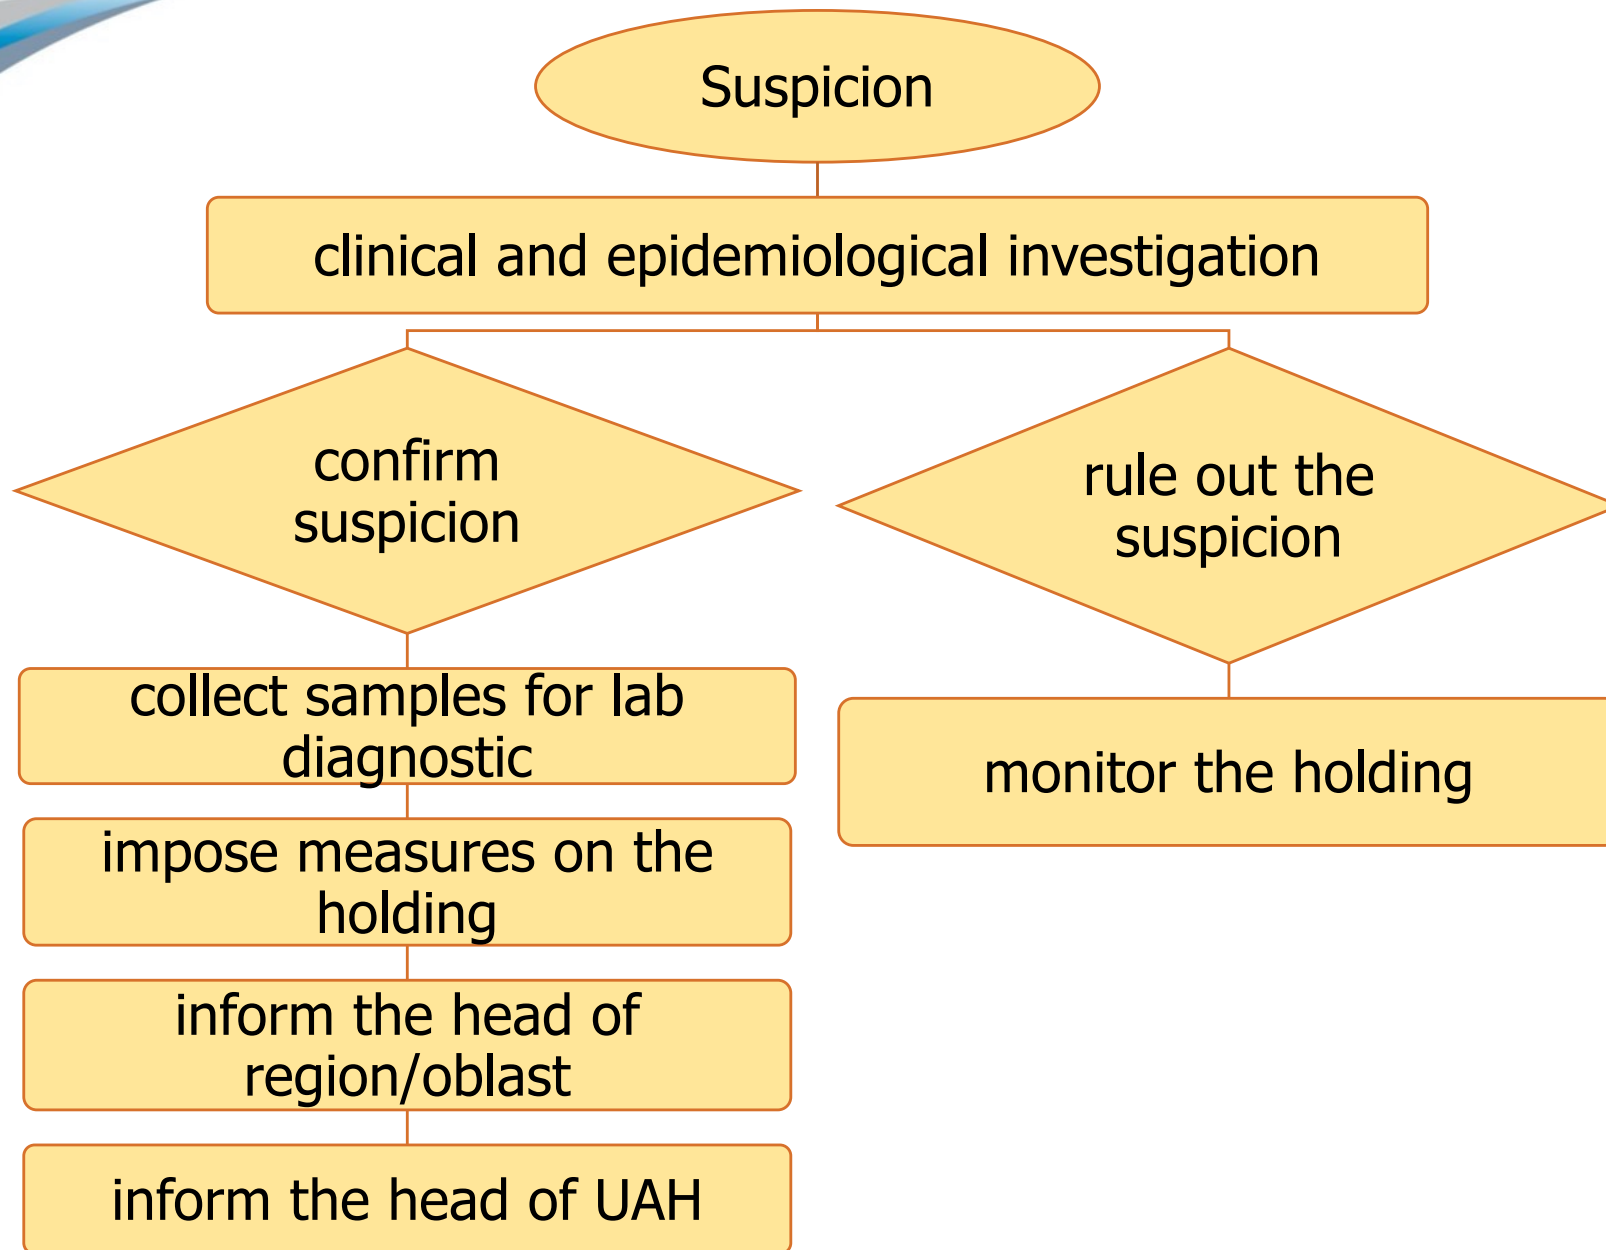 Suspicion
clinical and epidemiological investigation
confirm
suspicion
rule out the
suspicion
collect samples for lab
diagnostic
monitor the holding
impose measures on the
holding
inform the head of
region/oblast
inform the head of UAH